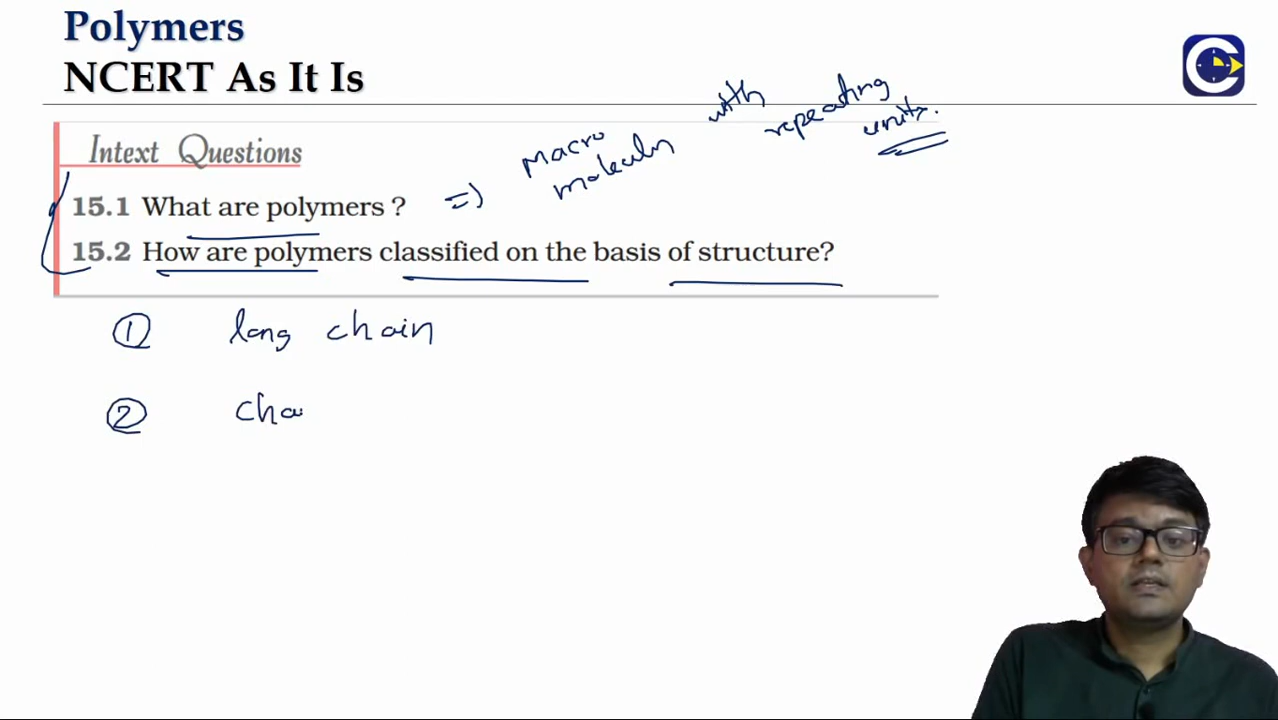 Polymers
NCERT As It Is
Intext Questions
15.1 What are polymers ?
=> Macro molecules with repeating units.
15.2 How are polymers classified on the basis of structure?
① long chain
② cha